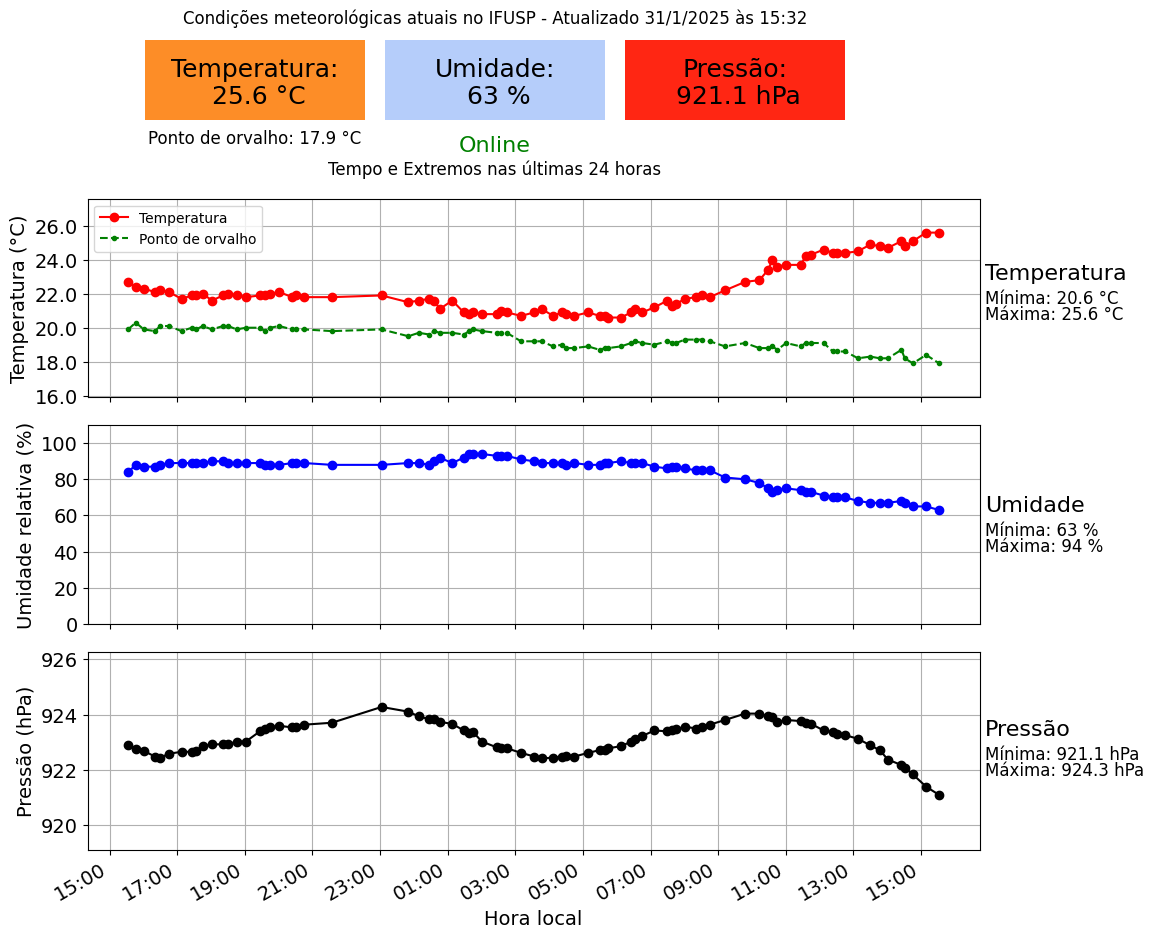 Condições meteorológicas atuais no IFUSP - Atualizado 31/1/2025 às 15:32
Temperatura:
25.6 °C
Umidade:
63 %
Pressão:
921.1 hPa
Ponto de orvalho: 17.9 °C
Online
Tempo e Extremos nas últimas 24 horas
Temperatura (°C)
26.0
24.0
22.0
20.0
18.0
16.0
Temperatura
Ponto de orvalho
Temperatura
Mínima: 20.6 °C
Máxima: 25.6 °C
Umidade relativa (%)
100
80
60
40
20
0
Umidade
Mínima: 63 %
Máxima: 94 %
Pressão (hPa)
926
924
922
920
Pressão
Mínima: 921.1 hPa
Máxima: 924.3 hPa
15:00 17:00 19:00 21:00 23:00 01:00 03:00 05:00 07:00 09:00 11:00 13:00 15:00
Hora local